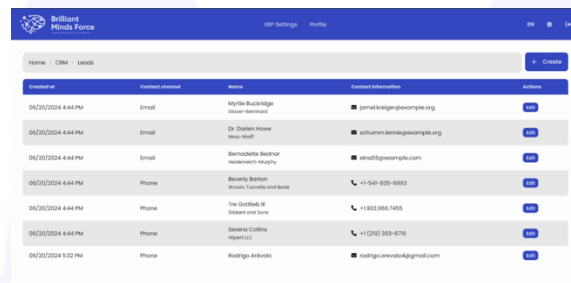 Brilliant
Minds Force
ERP Settings Profile EN
Home CRM Leads + Create
Created at Contact channel Name Contact information Actions
06/20/2024 4:44 PM Email Myrtie Buckridge jamel.kreiger@example.org Edit
Glover-Bernhard
06/20/2024 4:44 PM Email Dr. Darien Howe schumm.lennie@example.org Edit
Mraz-Wolff
06/20/2024 4:44 PM Email Bernadette Bednar elna59@example.com Edit
Heidenreich-Murphy
06/20/2024 4:44 PM Phone Beverly Barton +1-541-835-6993 Edit
Strosin, Turcotte and Bode
06/20/2024 4:44 PM Phone Tre Gottlieb III +1.903.966.7455 Edit
Dibbert and Sons
06/20/2024 4:44 PM Phone Serena Collins +1 (219) 393-6716 Edit
Hilpert LLC
06/20/2024 5:32 PM Phone Rodrigo Arévalo rodrigo.arevalo4@gmail.com Edit